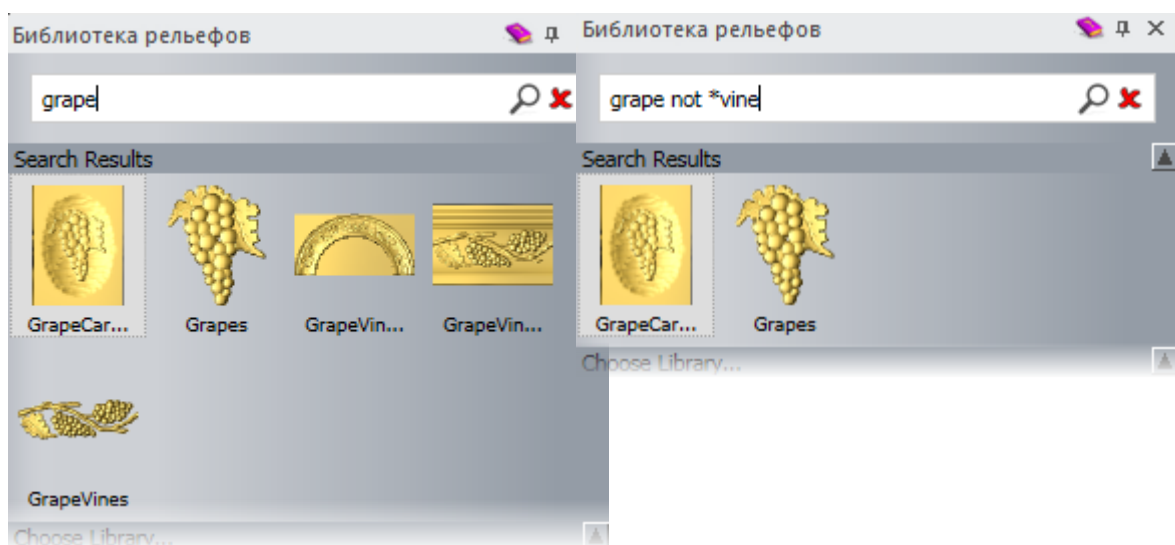 Библиотека рельефов
grape
Search Results
GrapeCar... Grapes GrapeVin... GrapeVin...
GrapeVines
Choose Library...
Библиотека рельефов
grape not *vine
Search Results
GrapeCar... Grapes
Choose Library...